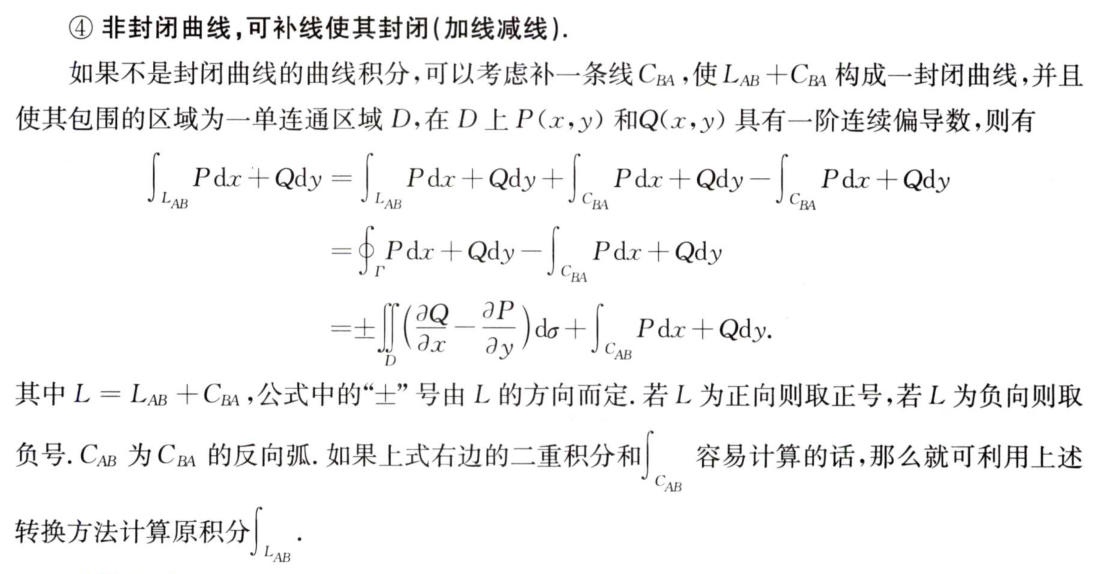 ④ 非封闭曲线,可补线使其封闭(加线减线).
如果不是封闭曲线的曲线积分,可以考虑补一条线 $C_{BA}$,使 $L_{AB}+C_{BA}$ 构成一封闭曲线,并且
使其包围的区域为一单连通区域 $D$,在 $D$ 上 $P(x,y)$ 和$Q(x,y)$ 具有一阶连续偏导数,则有
$\int_{L_{AB}} P\mathrm{d}x+Q\mathrm{d}y=\int_{L_{AB}} P\mathrm{d}x+Q\mathrm{d}y+\int_{C_{BA}} P\mathrm{d}x+Q\mathrm{d}y-\int_{C_{BA}} P\mathrm{d}x+Q\mathrm{d}y$
$=\oint_{\Gamma} P\mathrm{d}x+Q\mathrm{d}y-\int_{C_{BA}} P\mathrm{d}x+Q\mathrm{d}y$
$=\pm\iint_{D}\left(\frac{\partial Q}{\partial x}-\frac{\partial P}{\partial y}\right)\mathrm{d}\sigma+\int_{C_{AB}} P\mathrm{d}x+Q\mathrm{d}y.$
其中 $L=L_{AB}+C_{BA}$,公式中的“±”号由 $L$ 的方向而定. 若 $L$ 为正向则取正号,若 $L$ 为负向则取
负号. $C_{AB}$ 为 $C_{BA}$ 的反向弧. 如果上式右边的二重积分和$\int_{C_{AB}}$ 容易计算的话,那么就可利用上述
转换方法计算原积分$\int_{L_{AB}}$.